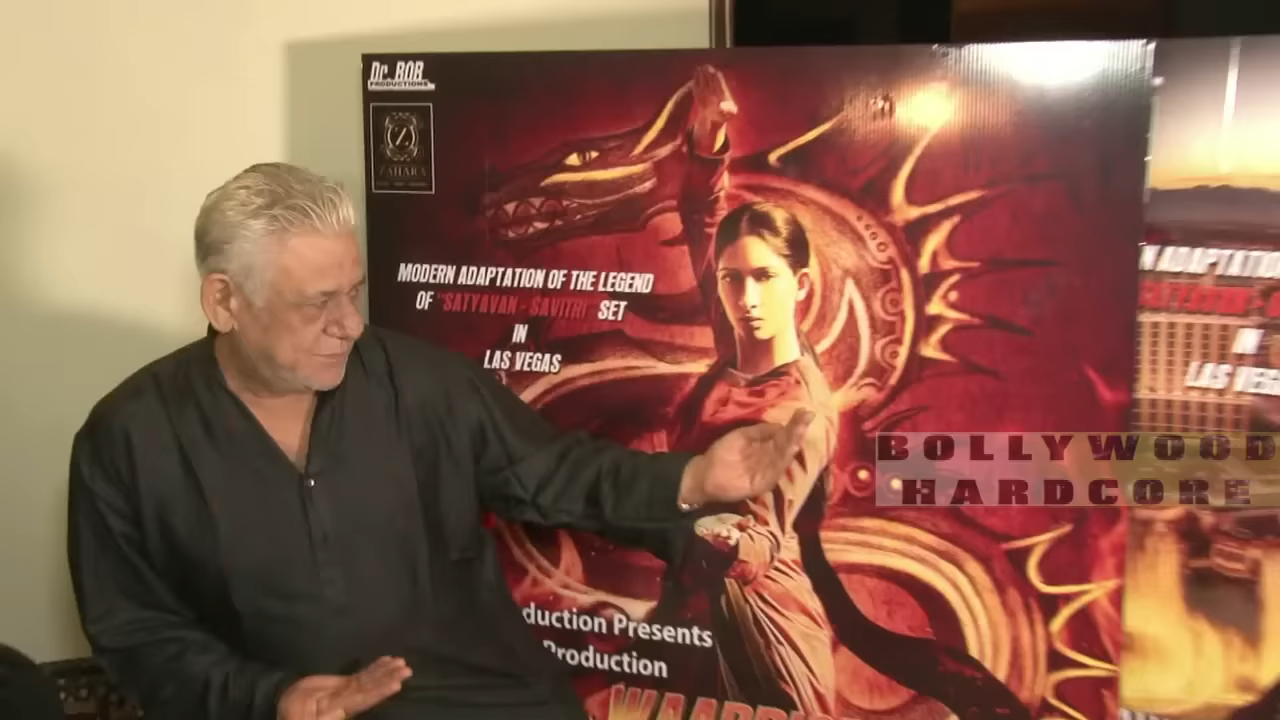 Dr. BOB
PRODUCTIONS
Z
ZAHARA
MODERN ADAPTATION OF THE LEGEND
OF "SATYAVAN - SAVITRI" SET
IN
LAS VEGAS
duction Presents
Production
N ADAPTATIO
IN
LAS VEG
BOLLYWOOD
HARDCORE